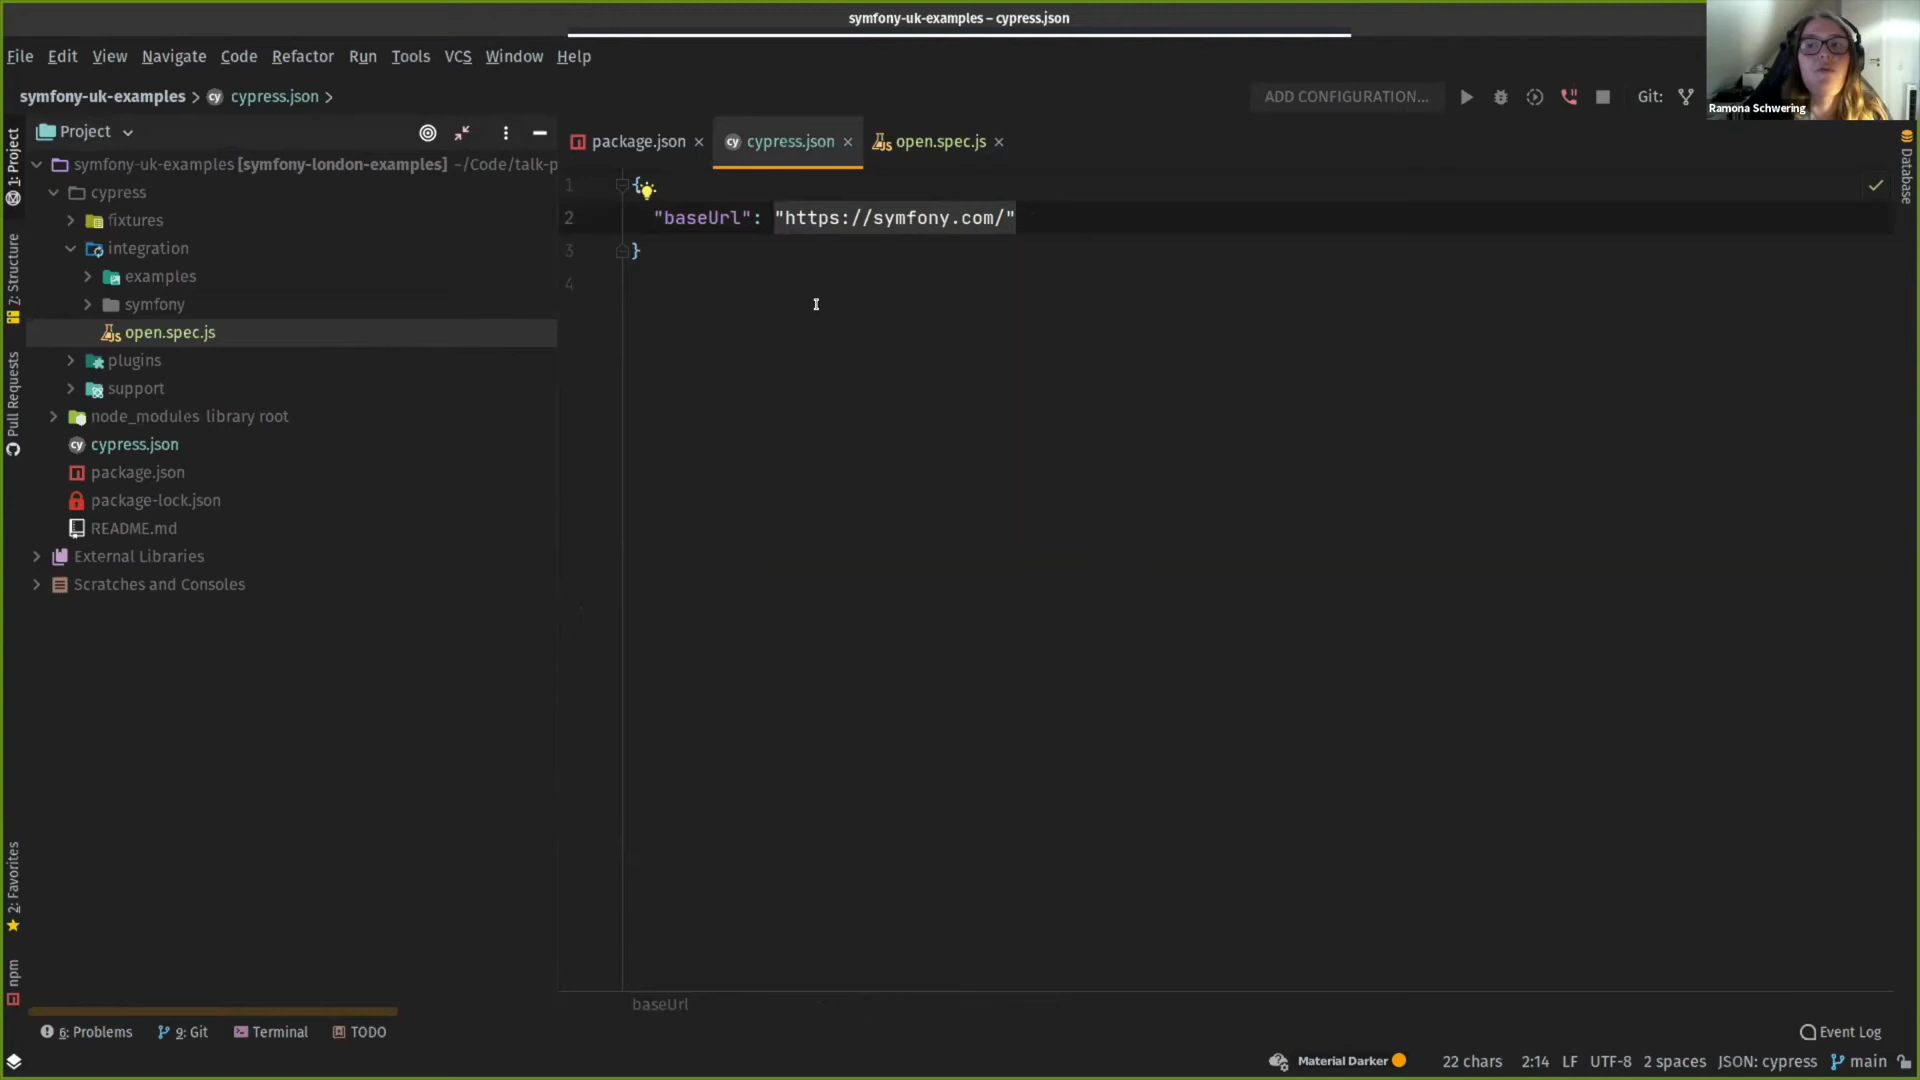 symfony-uk-examples – cypress.json
File Edit View Navigate Code Refactor Run Tools VCS Window Help
symfony-uk-examples > cypress.json >
ADD CONFIGURATION...
Git:
Ramona Schwering
Project
package.json
cypress.json
open.spec.js
symfony-uk-examples [symfony-london-examples] ~/Code/talk-p
cypress
fixtures
integration
examples
symfony
open.spec.js
plugins
support
node_modules library root
cypress.json
package.json
package-lock.json
README.md
External Libraries
Scratches and Consoles
1 {
2 "baseUrl": "https://symfony.com/"
3 }
4
1: Project
7: Structure
Pull Requests
2: Favorites
npm
Database
baseUrl
6: Problems
9: Git
Terminal
TODO
Event Log
Material Darker
22 chars 2:14 LF UTF-8 2 spaces JSON: cypress main